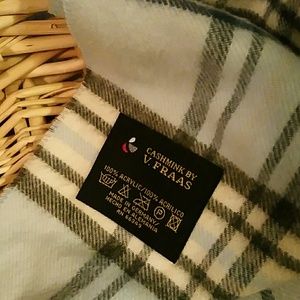 CASHMINK BY
V. FRAAS
100% ACRYLIC/100% ACRILICO
MADE IN GERMANY/
HECHO EN ALEMANIA